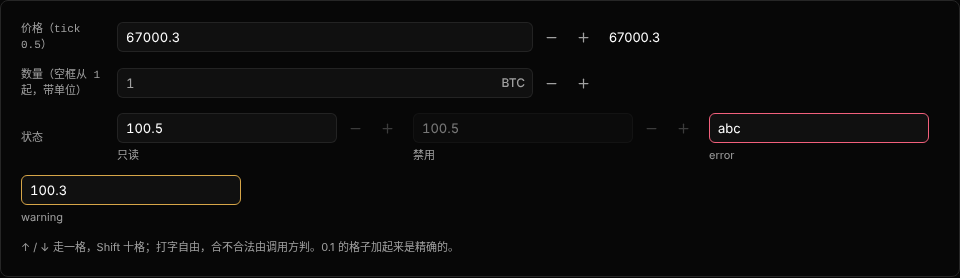 价格（tick
0.5）
67000.3
— +
67000.3
数量（空框从 1
起，带单位）
1
BTC
— +
状态
100.5
— +
100.5
— +
abc
只读
禁用
error
100.3
warning
↑ / ↓ 走一格，Shift 十格；打字自由，合不合法由调用方判。0.1 的格子加起来是精确的。